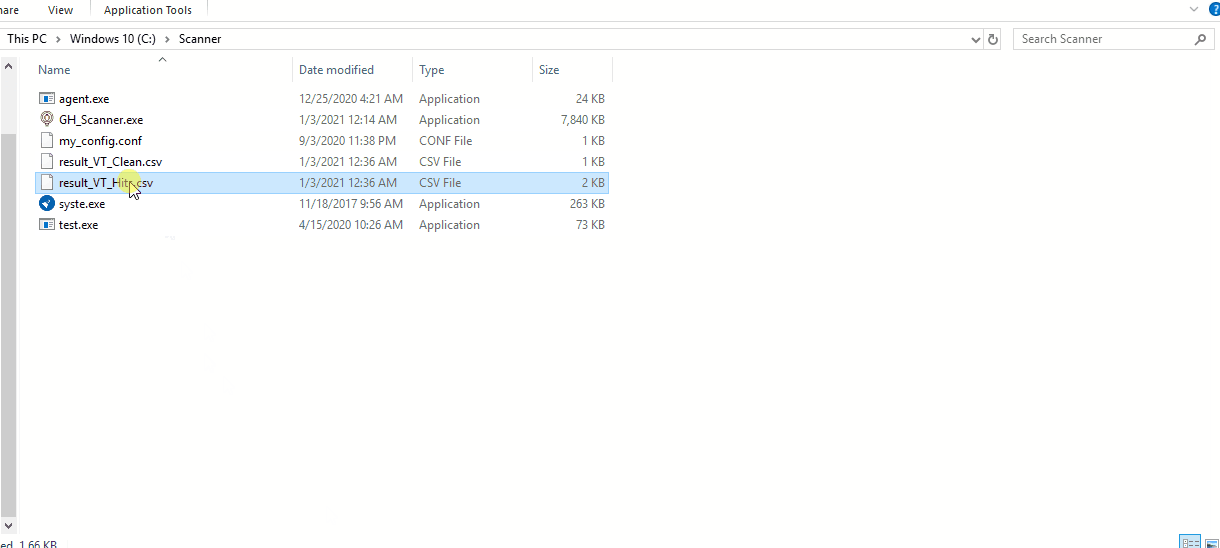 are View Application Tools
This PC > Windows 10 (C:) > Scanner Search Scanner
Name Date modified Type Size
agent.exe 12/25/2020 4:21 AM Application 24 KB
GH_Scanner.exe 1/3/2021 12:14 AM Application 7,840 KB
my_config.conf 9/3/2020 11:38 PM CONF File 1 KB
result_VT_Clean.csv 1/3/2021 12:36 AM CSV File 1 KB
result_VT_Hits.csv 1/3/2021 12:36 AM CSV File 2 KB
syste.exe 11/18/2017 9:56 AM Application 263 KB
test.exe 4/15/2020 10:26 AM Application 73 KB
ed 1.66 KB